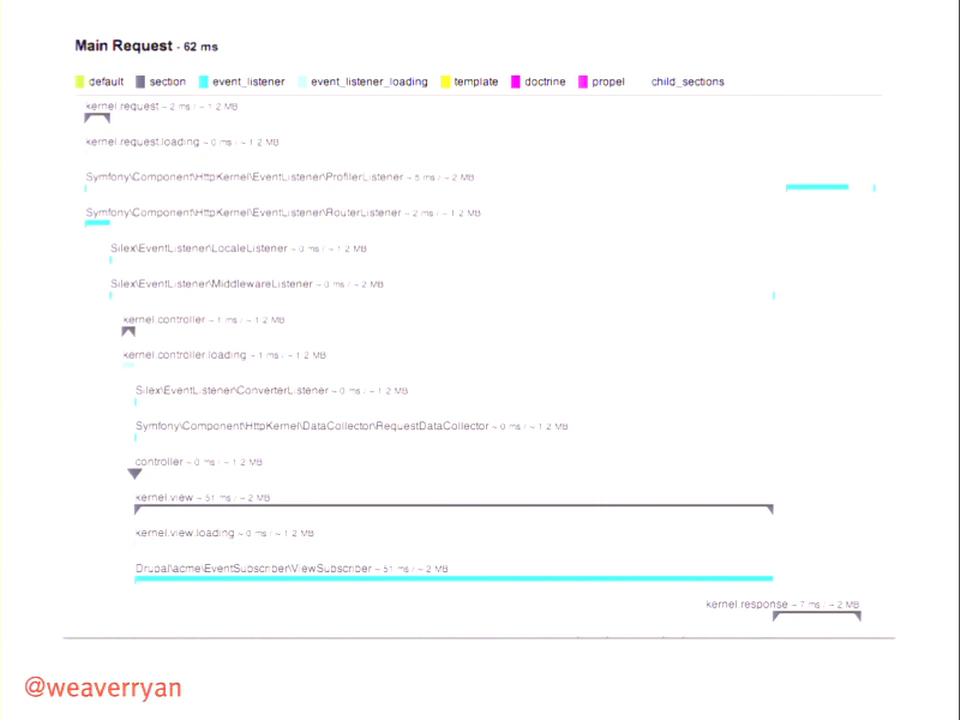 Main Request - 62 ms
default section event_listener event_listener_loading template doctrine propel child_sections
kernel.request ~ 2 ms / ~ 1.2 MB
kernel.request.loading ~ 0 ms / ~ 1.2 MB
Symfony\Component\HttpKernel\EventListener\ProfilerListener ~ 5 ms / ~ 2 MB
Symfony\Component\HttpKernel\EventListener\RouterListener ~ 2 ms / ~ 1.2 MB
Silex\EventListener\LocaleListener ~ 0 ms / ~ 1.2 MB
Silex\EventListener\MiddlewareListener ~ 0 ms / ~ 2 MB
kernel.controller ~ 1 ms / ~ 1.2 MB
kernel.controller.loading ~ 1 ms / ~ 1.2 MB
Silex\EventListener\ConverterListener ~ 0 ms / ~ 1.2 MB
Symfony\Component\HttpKernel\DataCollector\RequestDataCollector ~ 0 ms / ~ 1.2 MB
controller ~ 0 ms / ~ 1.2 MB
kernel.view ~ 51 ms / ~ 2 MB
kernel.view.loading ~ 0 ms / ~ 1.2 MB
Drupal\acme\EventSubscriber\ViewSubscriber ~ 51 ms / ~ 2 MB
kernel.response ~ 7 ms / ~ 2 MB
@weaverryan